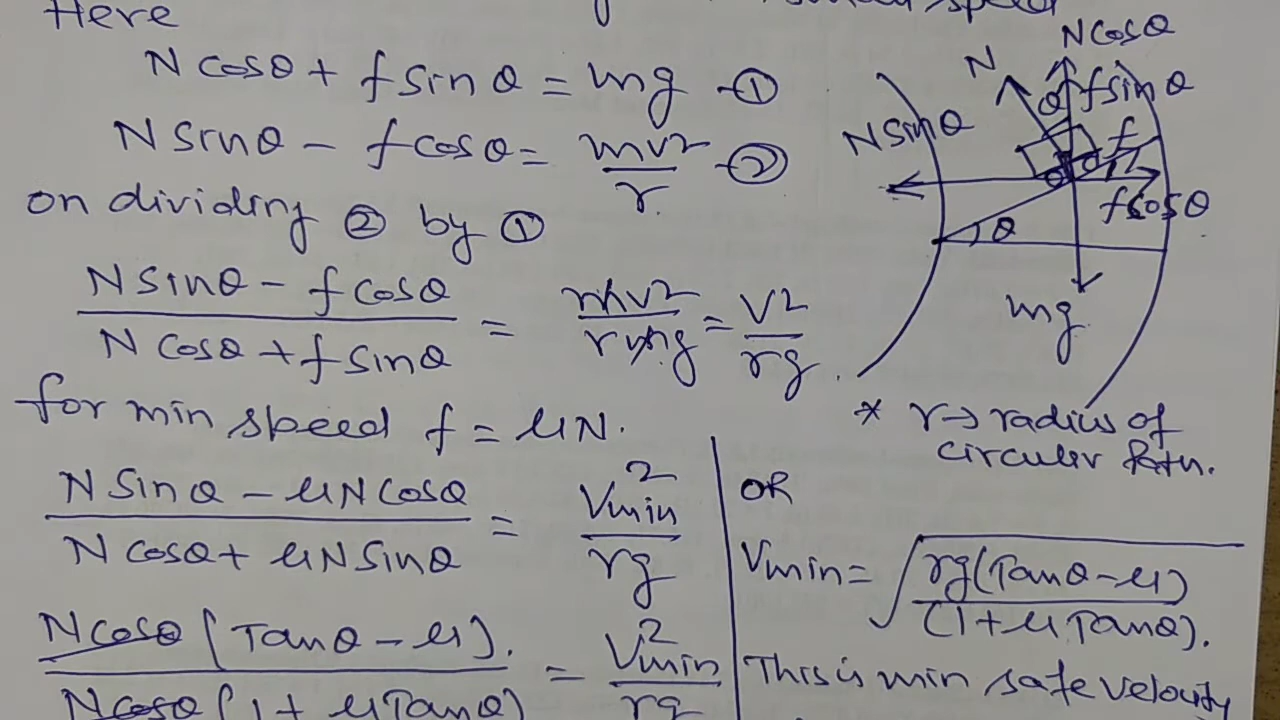 Here
speed
N cosθ + f sinθ = mg -①
N sinθ - f cosθ = mv²/r -②
on dividing ② by ①
N sinθ - f cosθ / N cosθ + f sinθ = mv²/rmg = v²/rg.
for min speed f = μN.
N sinθ - μN cosθ / N cosθ + μN sinθ = V²min/rg
N cosθ (Tanθ - μ). / N cosθ (1 + μTanθ) = V²min/rg
N cosθ
N
θ
f sinθ
N sinθ
f
θ
f cosθ
θ
mg
* r → radius of
circular Path.
OR
Vmin = √rg(Tanθ - μ) / (1 + μTanθ).
This is min safe velocity